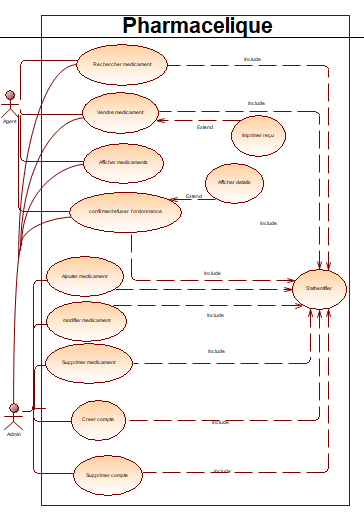 Pharmacelique
Rechercher medicament
Include
Agent
Vendre medicament
Include
Extend
Imprimer reçu
Afficher medicaments
Afficher details
Extend
confirmer/refuser l'ordonnance
Include
Ajouter medicament
Include
S'athentifier
modifier medicament
Include
Supprimer medicament
Include
Admin
Creer compte
Include
Supprimer compte
Include